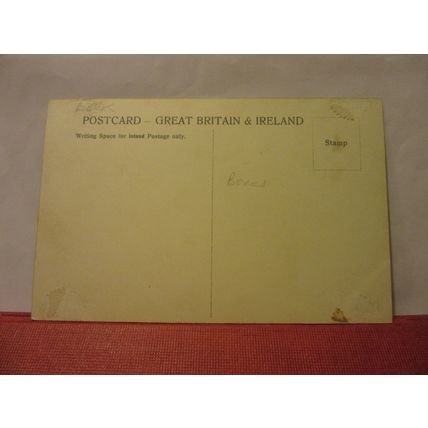 POSTCARD – GREAT BRITAIN & IRELAND
Writing Space for Inland Postage only.
Stamp